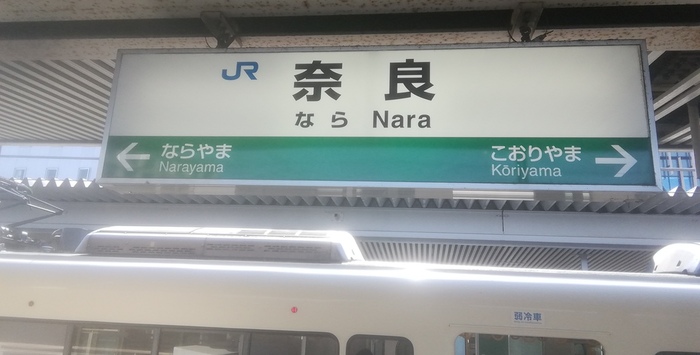 JR 奈良
なら Nara
← ならやま こおりやま →
Narayama Kōriyama
弱冷車